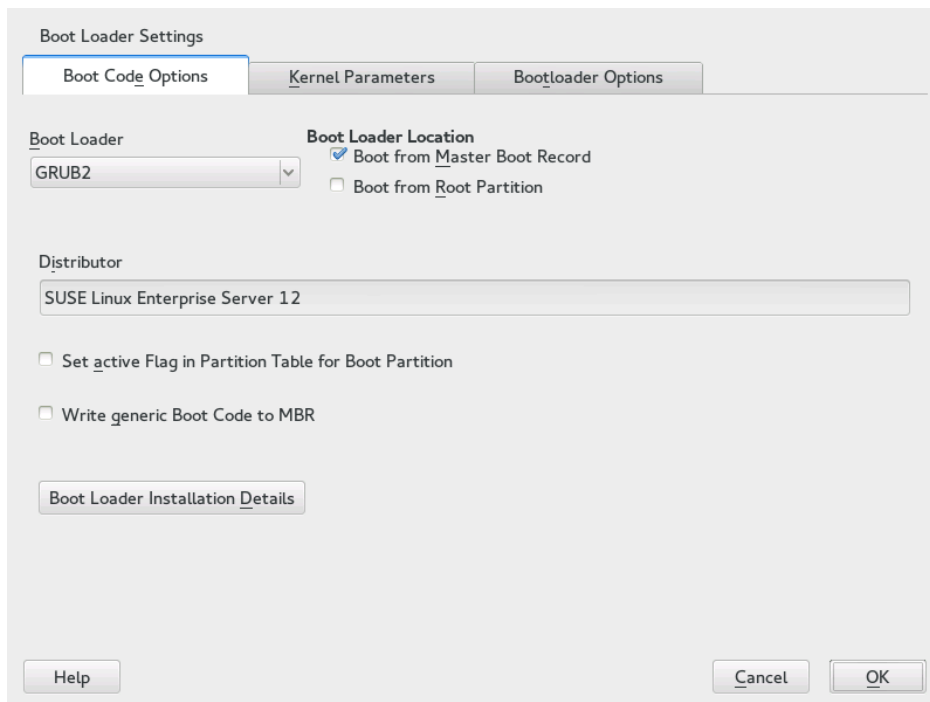 Boot Loader Settings
Boot Code Options
Kernel Parameters
Bootloader Options
Boot Loader
Boot Loader Location
GRUB2
Boot from Master Boot Record
Boot from Root Partition
Distributor
SUSE Linux Enterprise Server 12
Set active Flag in Partition Table for Boot Partition
Write generic Boot Code to MBR
Boot Loader Installation Details
Help
Cancel
OK